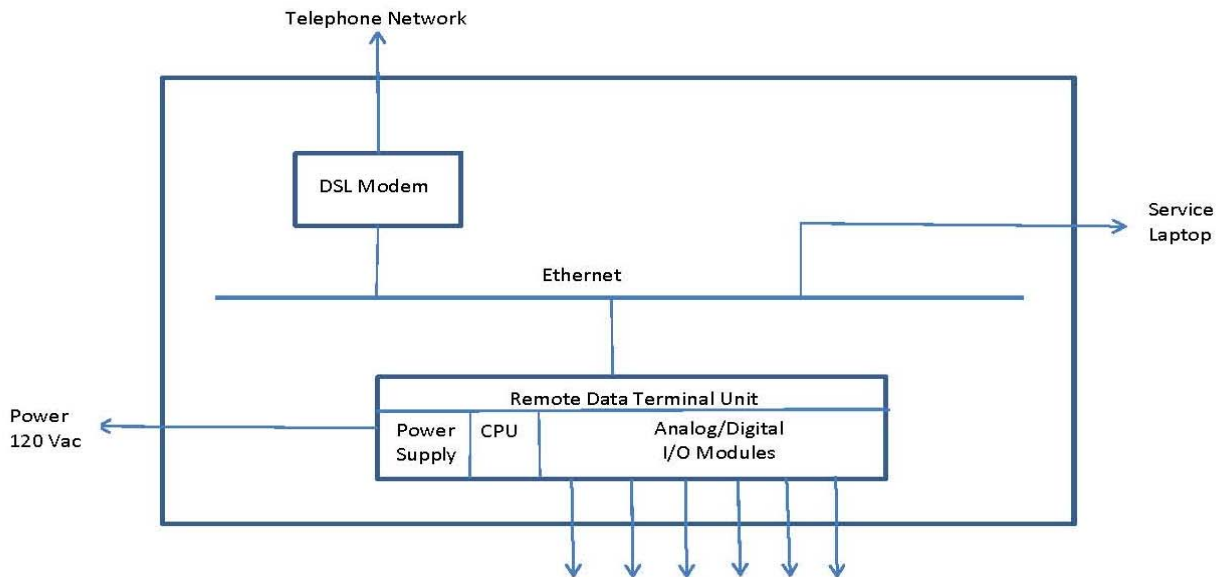 Telephone Network
DSL Modem
Service
Laptop
Ethernet
Remote Data Terminal Unit
Power
120 Vac
Power
Supply
CPU
Analog/Digital
I/O Modules